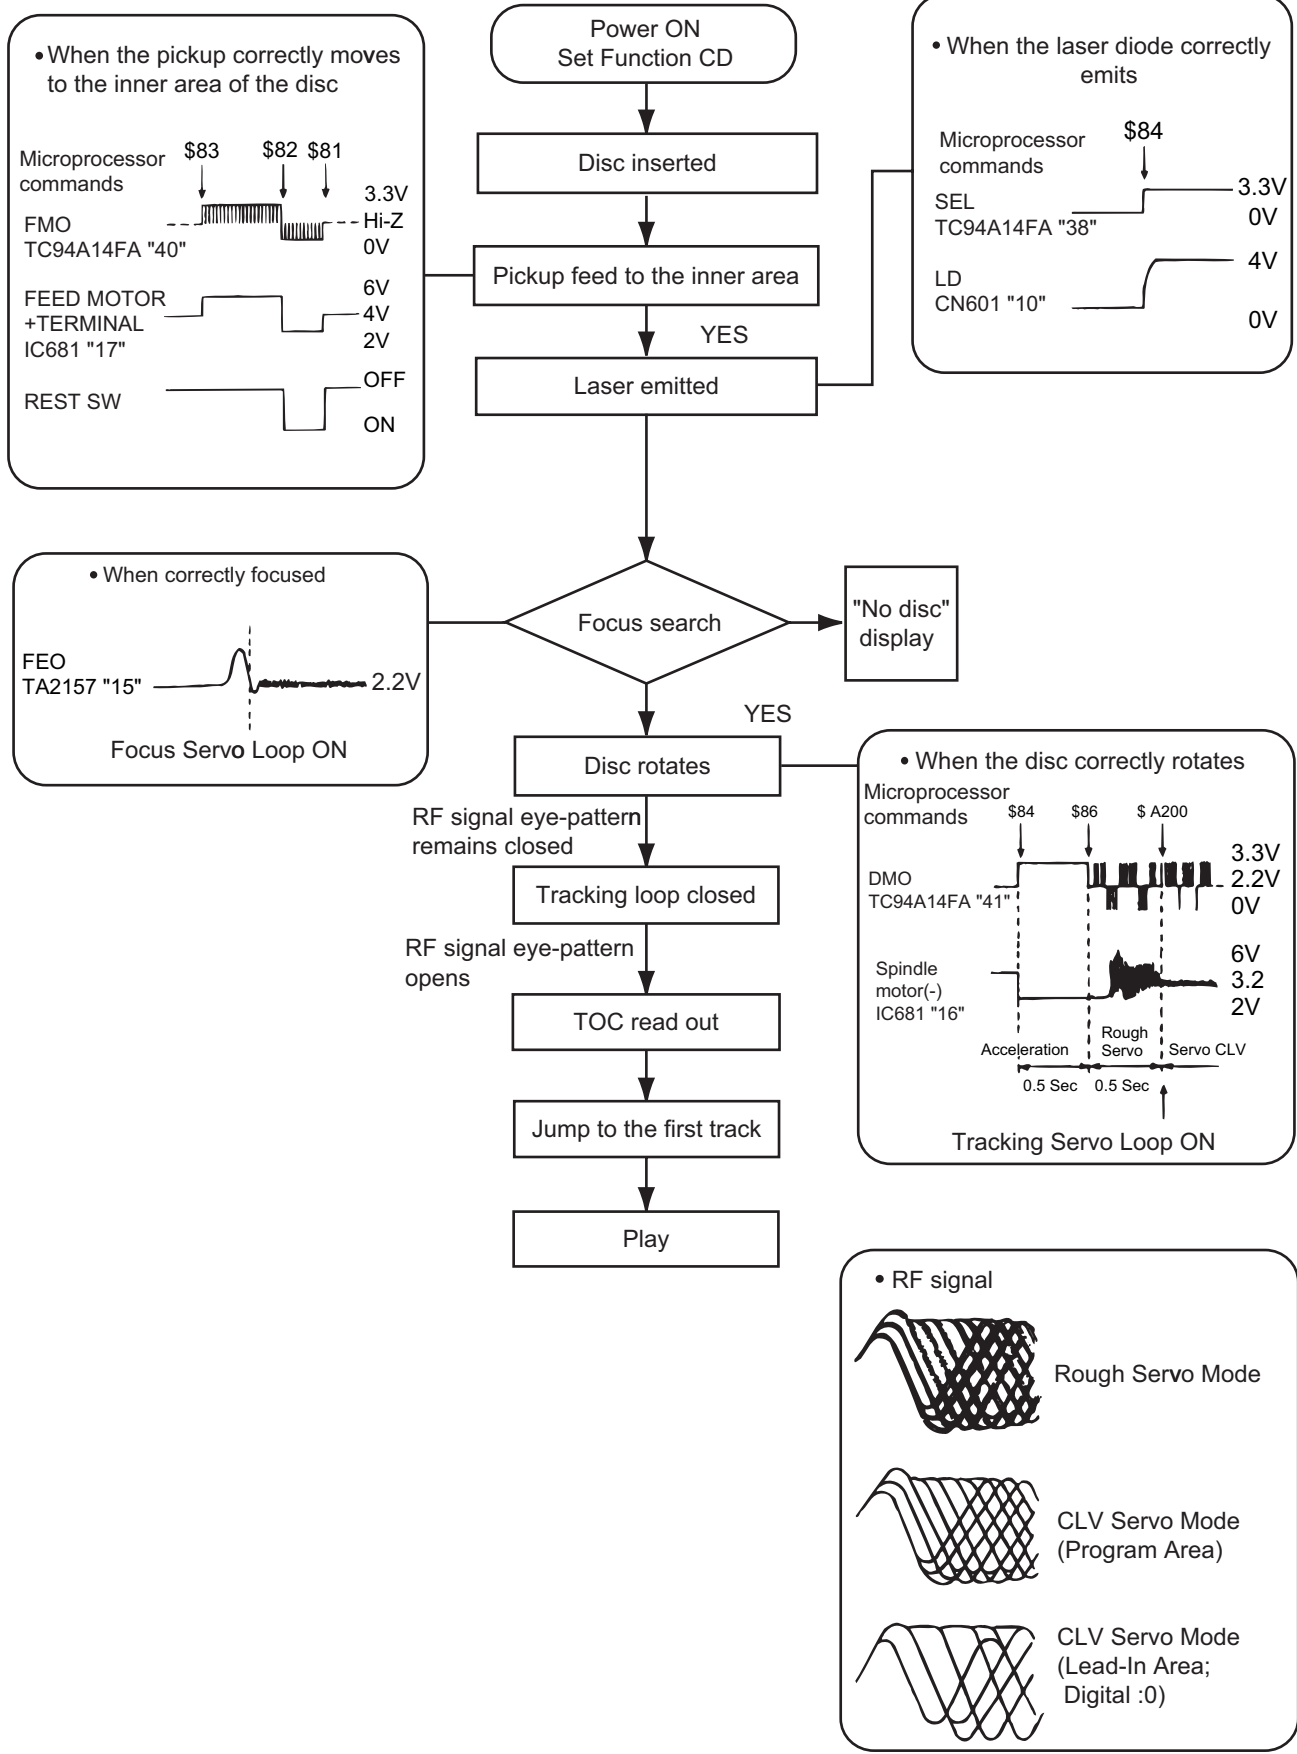 Power ON
Set Function CD
Disc inserted
Pickup feed to the inner area
YES
Laser emitted
• When the pickup correctly moves
to the inner area of the disc
Microprocessor
commands
$83
$82
$81
FMO
TC94A14FA "40"
3.3V
Hi-Z
0V
FEED MOTOR
+TERMINAL
IC681 "17"
6V
4V
2V
REST SW
OFF
ON
• When the laser diode correctly
emits
Microprocessor
commands
$84
SEL
TC94A14FA "38"
3.3V
0V
LD
CN601 "10"
4V
0V
Focus search
"No disc"
display
• When correctly focused
FEO
TA2157 "15"
2.2V
Focus Servo Loop ON
YES
Disc rotates
RF signal eye-pattern
remains closed
Tracking loop closed
RF signal eye-pattern
opens
TOC read out
Jump to the first track
Play
• When the disc correctly rotates
Microprocessor
commands
$84
$86
$ A200
DMO
TC94A14FA "41"
3.3V
2.2V
0V
Spindle
motor(-)
IC681 "16"
6V
3.2
2V
Acceleration
Rough
Servo
Servo CLV
0.5 Sec
0.5 Sec
Tracking Servo Loop ON
• RF signal
Rough Servo Mode
CLV Servo Mode
(Program Area)
CLV Servo Mode
(Lead-In Area;
Digital :0)